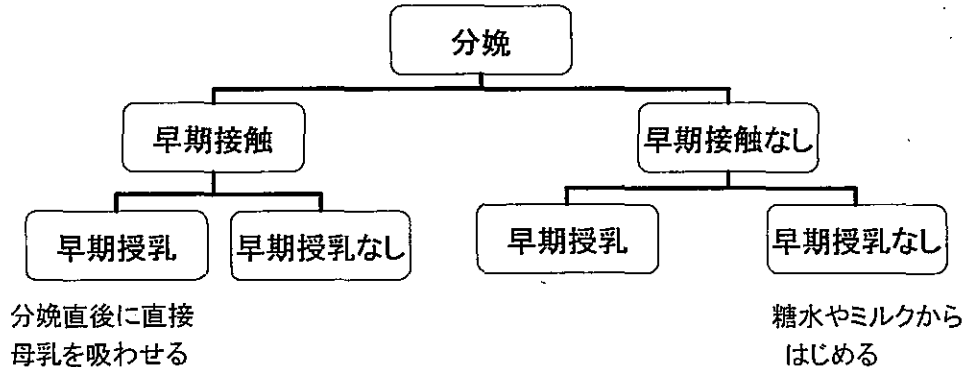 分娩
早期接触
早期接触なし
早期授乳
早期授乳なし
早期授乳
早期授乳なし
分娩直後に直接
母乳を吸わせる
糖水やミルクから
はじめる